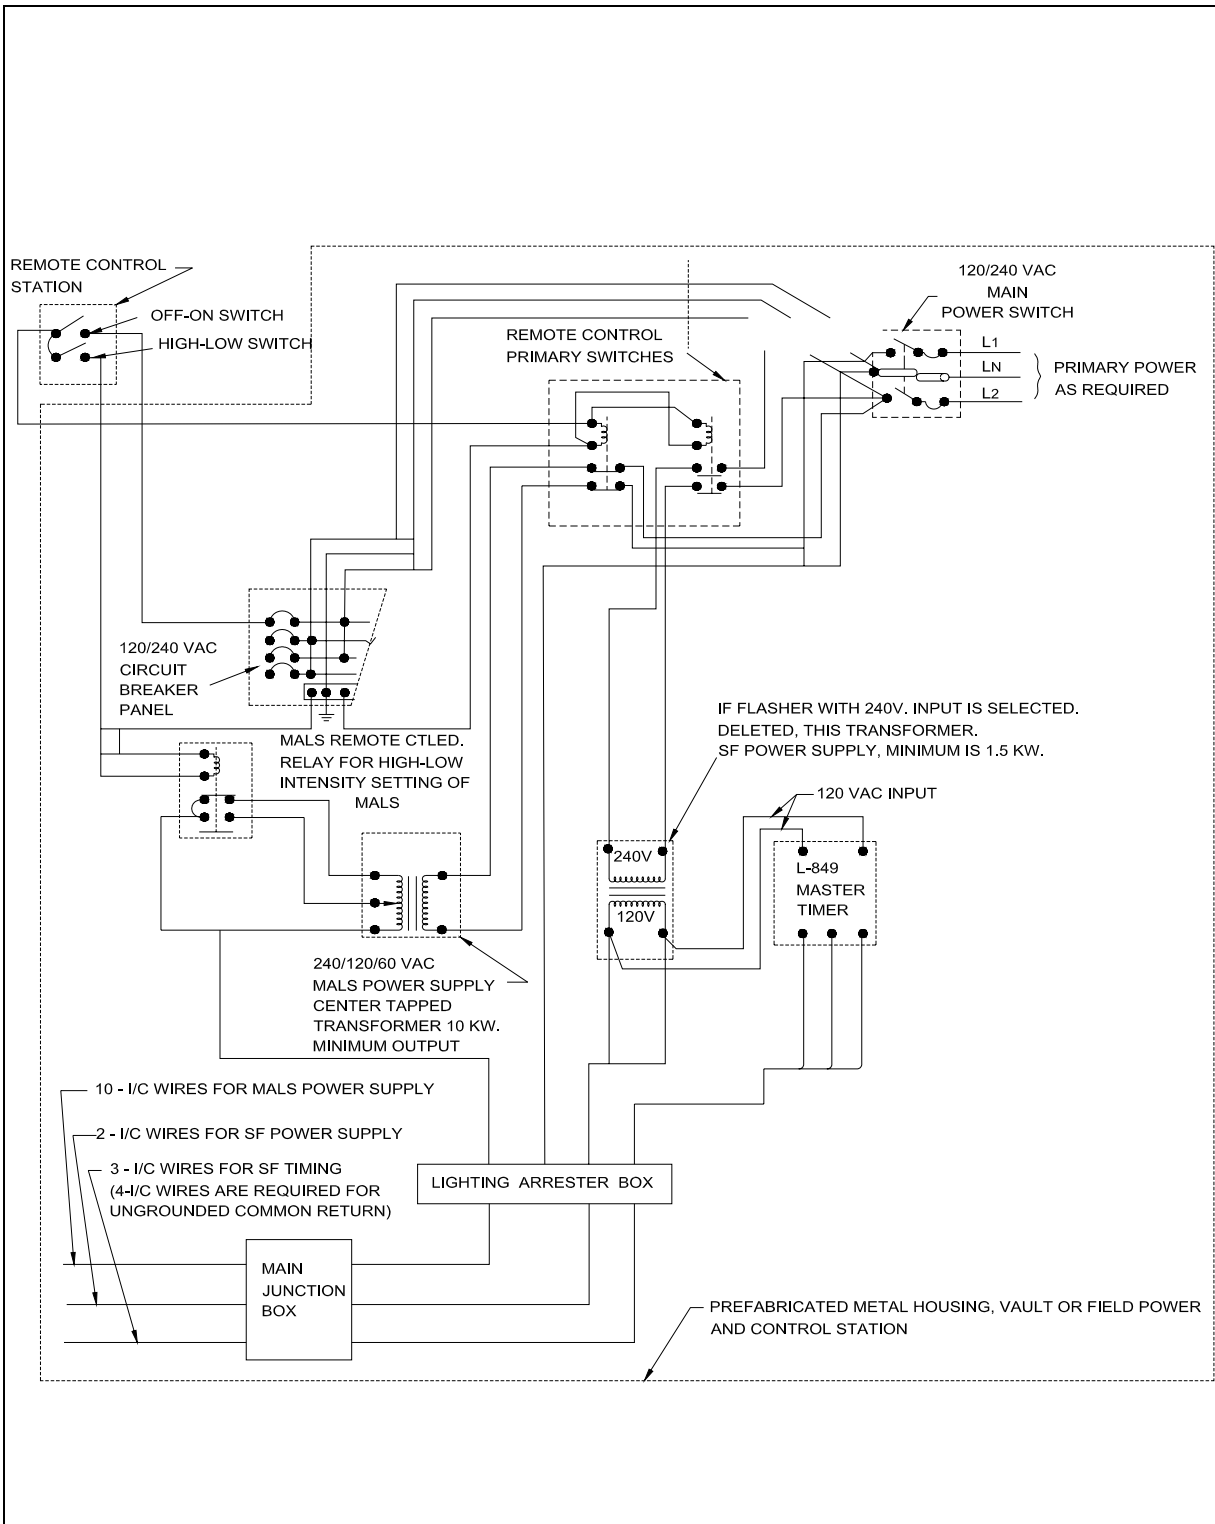 REMOTE CONTROL
STATION
OFF-ON SWITCH
HIGH-LOW SWITCH
REMOTE CONTROL
PRIMARY SWITCHES
120/240 VAC
MAIN
POWER SWITCH
L1
LN
L2
PRIMARY POWER
AS REQUIRED
120/240 VAC
CIRCUIT
BREAKER
PANEL
MALS REMOTE CTLED.
RELAY FOR HIGH-LOW
INTENSITY SETTING OF
MALS
IF FLASHER WITH 240V. INPUT IS SELECTED.
DELETED, THIS TRANSFORMER.
SF POWER SUPPLY, MINIMUM IS 1.5 KW.
120 VAC INPUT
240V
120V
L-849
MASTER
TIMER
240/120/60 VAC
MALS POWER SUPPLY
CENTER TAPPED
TRANSFORMER 10 KW.
MINIMUM OUTPUT
10 - I/C WIRES FOR MALS POWER SUPPLY
2 - I/C WIRES FOR SF POWER SUPPLY
3 - I/C WIRES FOR SF TIMING
(4-I/C WIRES ARE REQUIRED FOR
UNGROUNDED COMMON RETURN)
LIGHTING ARRESTER BOX
MAIN
JUNCTION
BOX
PREFABRICATED METAL HOUSING, VAULT OR FIELD POWER
AND CONTROL STATION